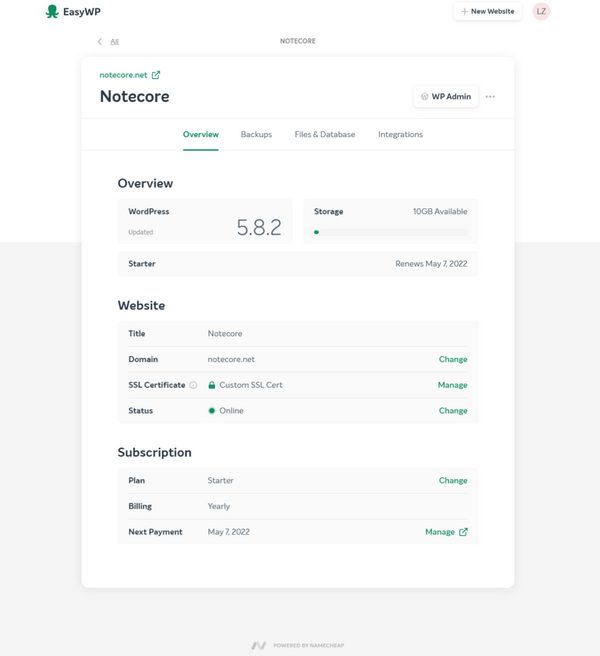 EasyWP
New Website
LZ
All
NOTECORE
notecore.net
Notecore
WP Admin
Overview
Backups
Files & Database
Integrations
Overview
WordPress
Updated
5.8.2
Storage
10GB Available
Starter
Renews May 7, 2022
Website
Title
Notecore
Domain
notecore.net
Change
SSL Certificate
Custom SSL Cert
Manage
Status
Online
Change
Subscription
Plan
Starter
Change
Billing
Yearly
Next Payment
May 7, 2022
Manage
POWERED BY NAMECHEAP